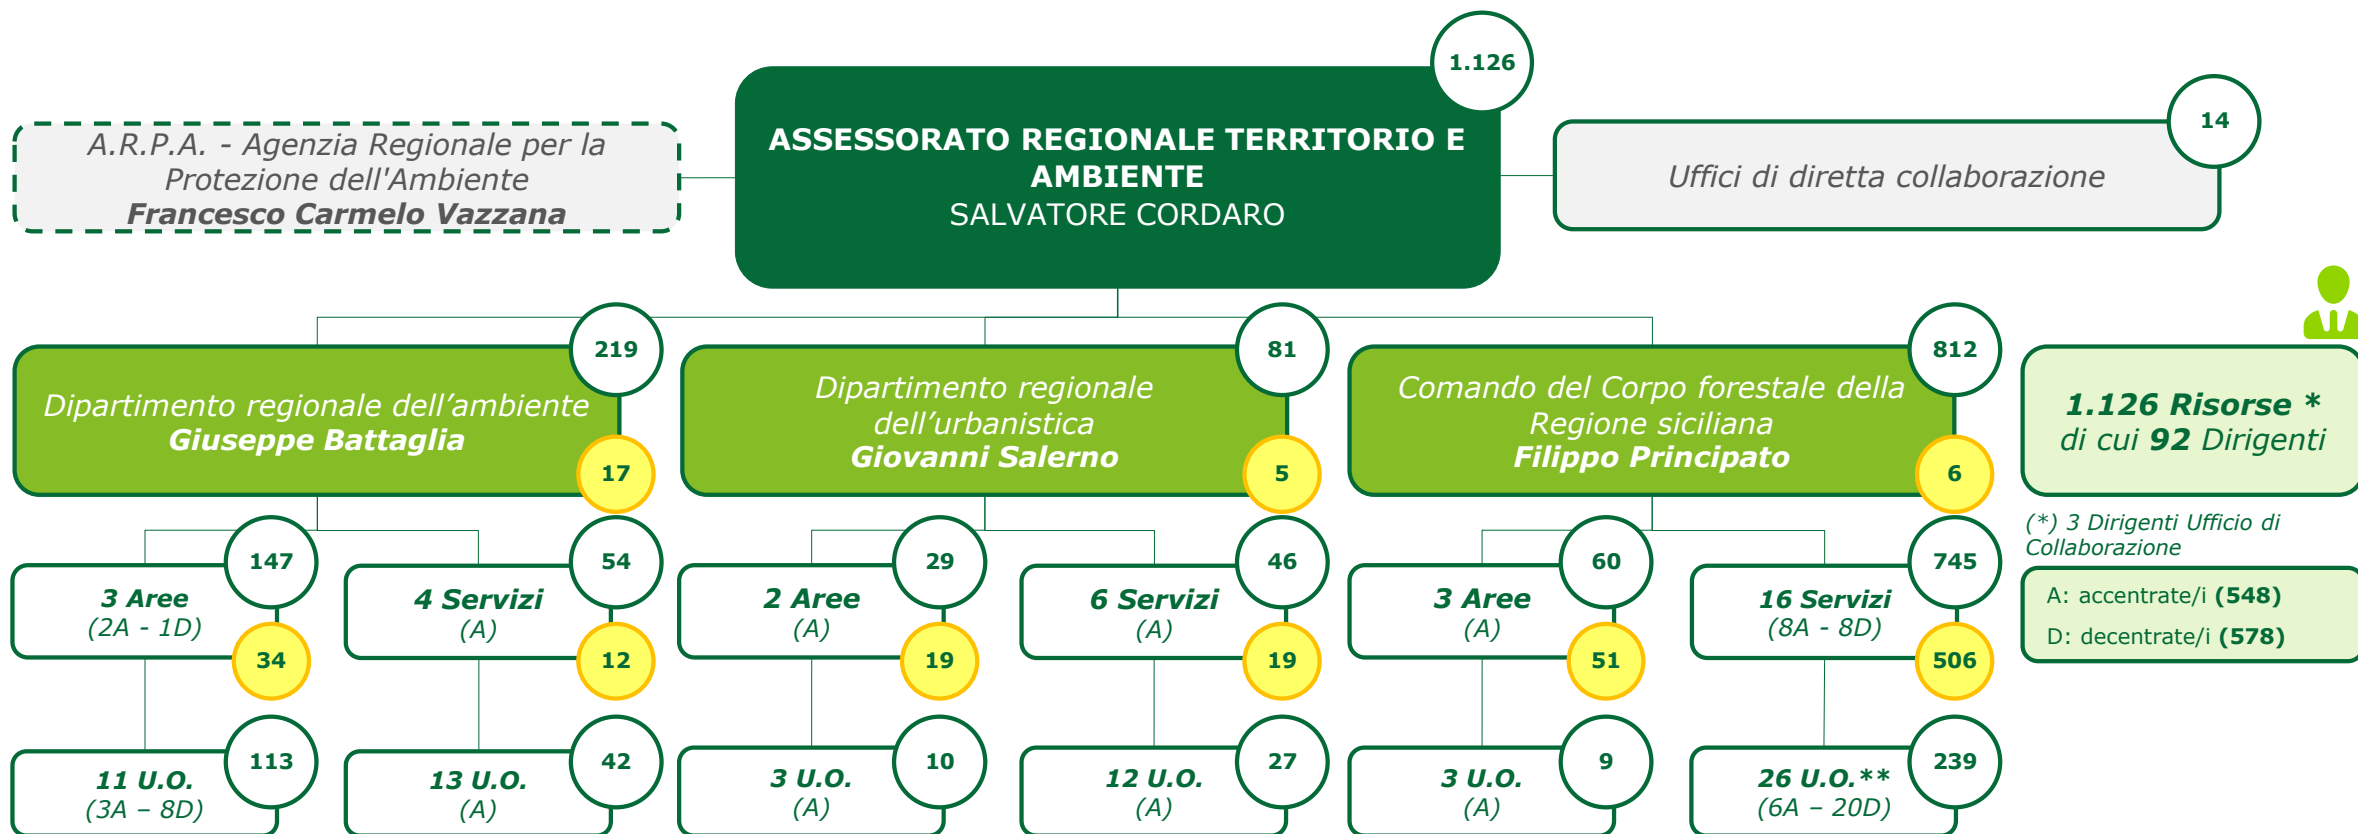 1.126
ASSESSORATO REGIONALE TERRITORIO E
AMBIENTE
SALVATORE CORDARO
A.R.P.A. - Agenzia Regionale per la
Protezione dell'Ambiente
Francesco Carmelo Vazzana
14
Uffici di diretta collaborazione
219
Dipartimento regionale dell’ambiente
Giuseppe Battaglia
17
81
Dipartimento regionale
dell’urbanistica
Giovanni Salerno
5
812
Comando del Corpo forestale della
Regione siciliana
Filippo Principato
6
1.126 Risorse *
di cui 92 Dirigenti
(*) 3 Dirigenti Ufficio di
Collaborazione
A: accentrate/i (548)
D: decentrate/i (578)
147
3 Aree
(2A - 1D)
34
54
4 Servizi
(A)
12
29
2 Aree
(A)
19
46
6 Servizi
(A)
19
60
3 Aree
(A)
51
745
16 Servizi
(8A - 8D)
506
113
11 U.O.
(3A – 8D)
42
13 U.O.
(A)
10
3 U.O.
(A)
27
12 U.O.
(A)
9
3 U.O.
(A)
239
26 U.O.**
(6A – 20D)